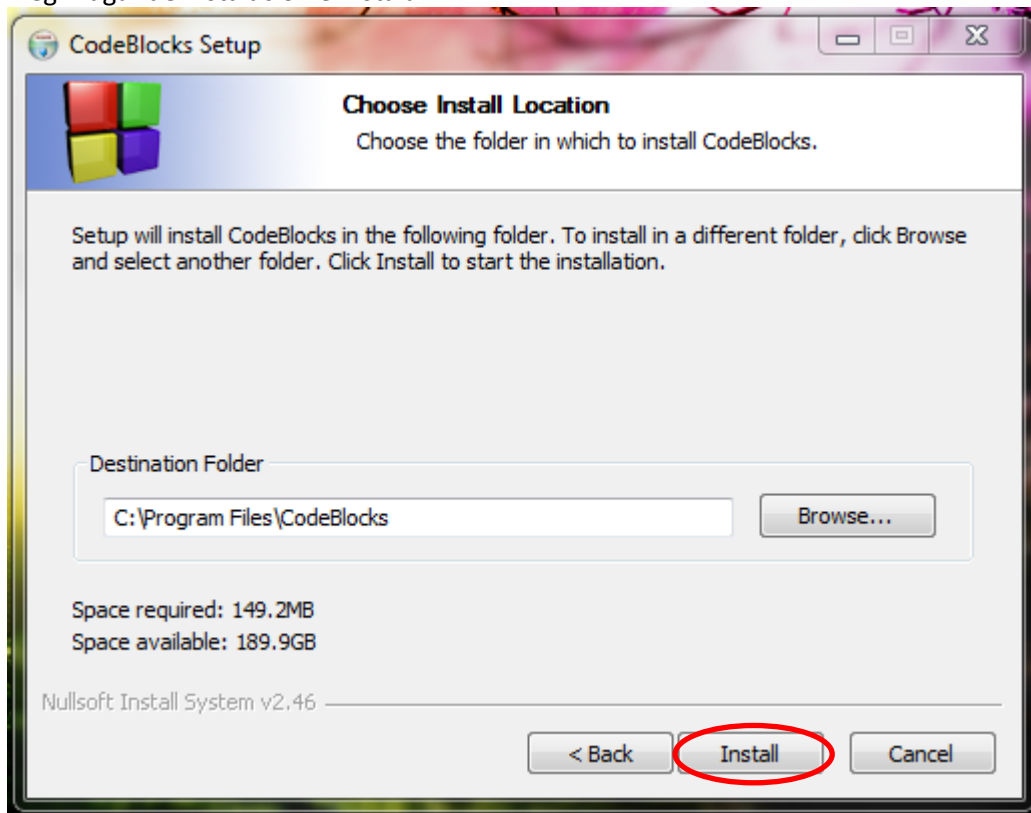 CodeBlocks Setup
Choose Install Location
Choose the folder in which to install CodeBlocks.
Setup will install CodeBlocks in the following folder. To install in a different folder, click Browse
and select another folder. Click Install to start the installation.
Destination Folder
C:\Program Files\CodeBlocks
Browse...
Space required: 149.2MB
Space available: 189.9GB
Nullsoft Install System v2.46
< Back
Install
Cancel